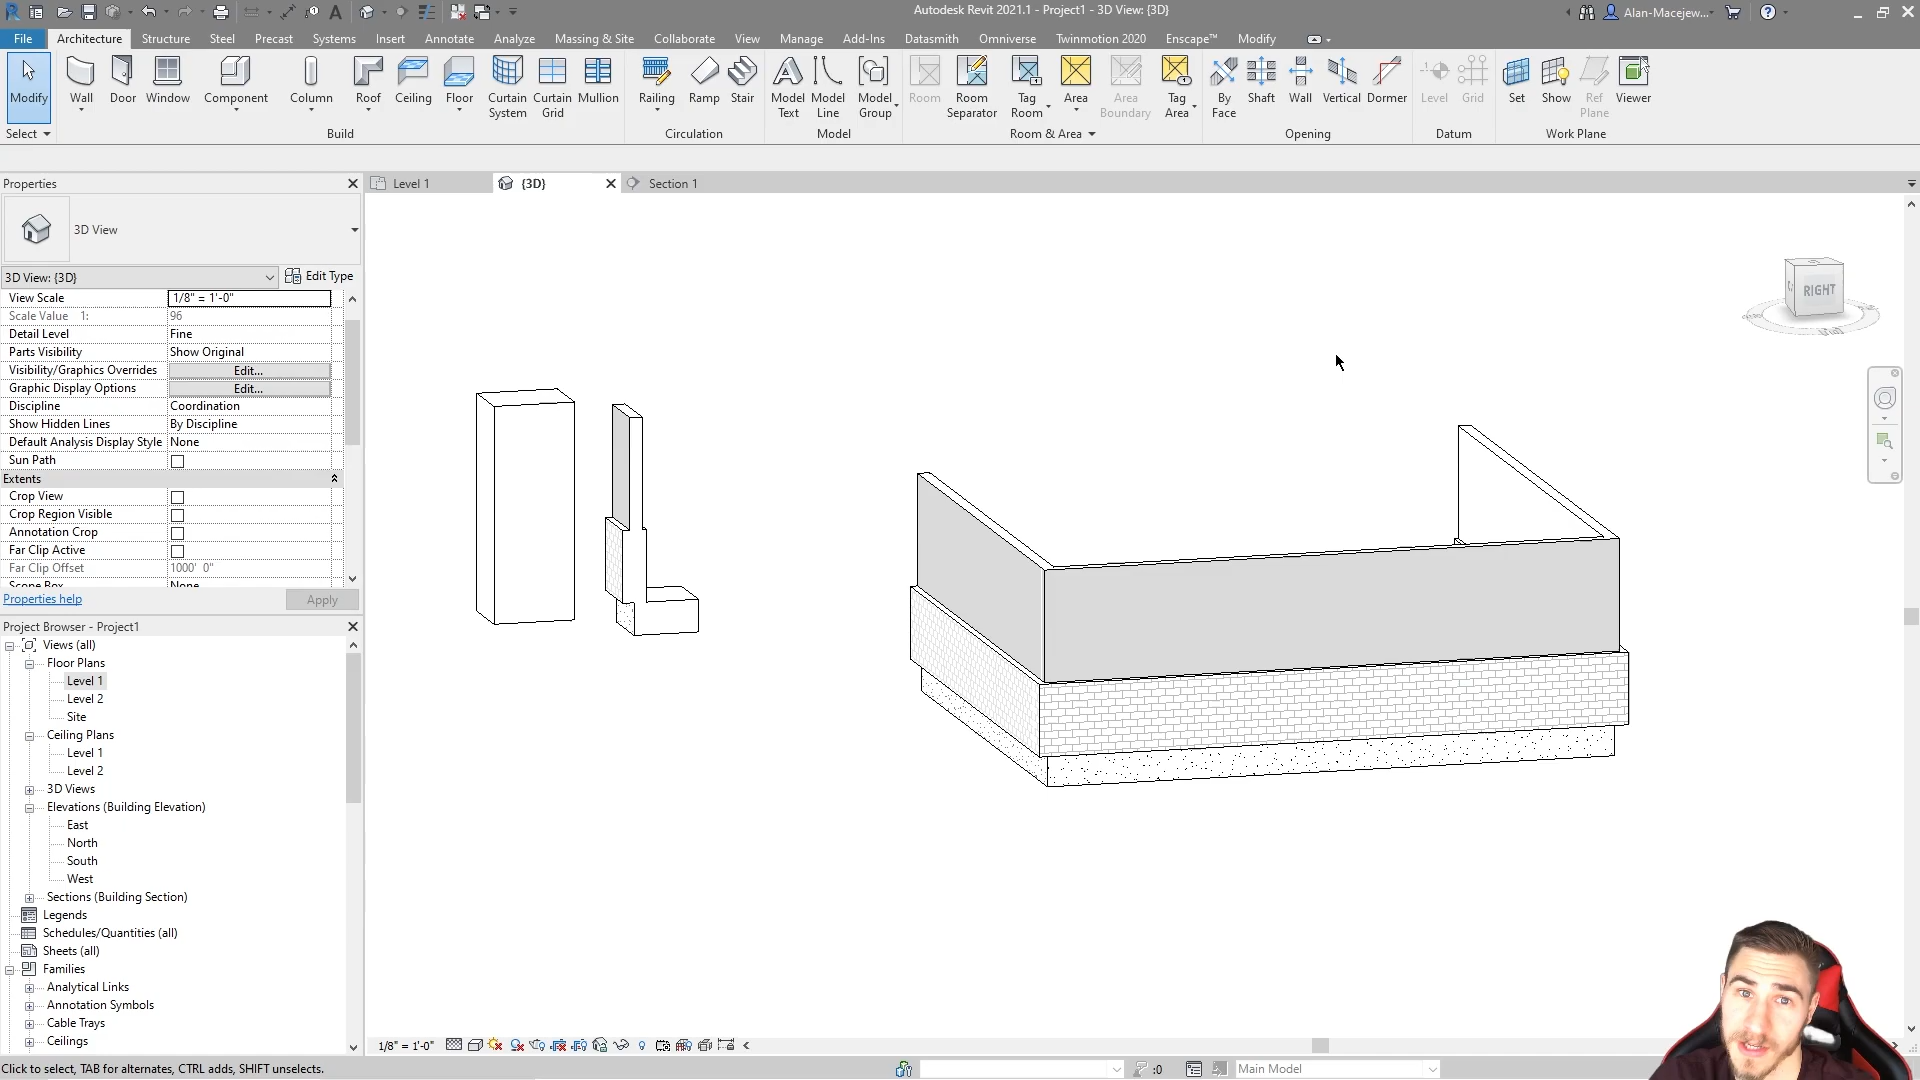 Autodesk Revit 2021.1 - Project1 - 3D View: {3D}
Alan-Macejew...
File Architecture Structure Steel Precast Systems Insert Annotate Analyze Massing & Site Collaborate View Manage Add-Ins Datasmith Omniverse Twinmotion 2020 Enscape™ Modify
Modify Wall Door Window Component Column Roof Ceiling Floor Curtain System Curtain Grid Mullion Railing Ramp Stair Model Text Model Line Model Group Room Room Separator Tag Room Area Area Boundary Tag Area By Face Shaft Wall Vertical Dormer Level Grid Set Show Ref Plane Viewer
Select Build Circulation Model Room & Area Opening Datum Work Plane
Properties
Level 1 {3D} Section 1
3D View
3D View: {3D} Edit Type
View Scale 1/8" = 1'-0"
Scale Value 1: 96
Detail Level Fine
Parts Visibility Show Original
Visibility/Graphics Overrides Edit...
Graphic Display Options Edit...
Discipline Coordination
Show Hidden Lines By Discipline
Default Analysis Display Style None
Sun Path
Extents
Crop View
Crop Region Visible
Annotation Crop
Far Clip Active
Far Clip Offset 1000' 0"
Scope Box None
Properties help Apply
RIGHT
Project Browser - Project1
Views (all)
Floor Plans
Level 1
Level 2
Site
Ceiling Plans
Level 1
Level 2
3D Views
Elevations (Building Elevation)
East
North
South
West
Sections (Building Section)
Legends
Schedules/Quantities (all)
Sheets (all)
Families
Analytical Links
Annotation Symbols
Cable Trays
Ceilings
1/8" = 1'-0"
Click to select, TAB for alternates, CTRL adds, SHIFT unselects.
:0
Main Model